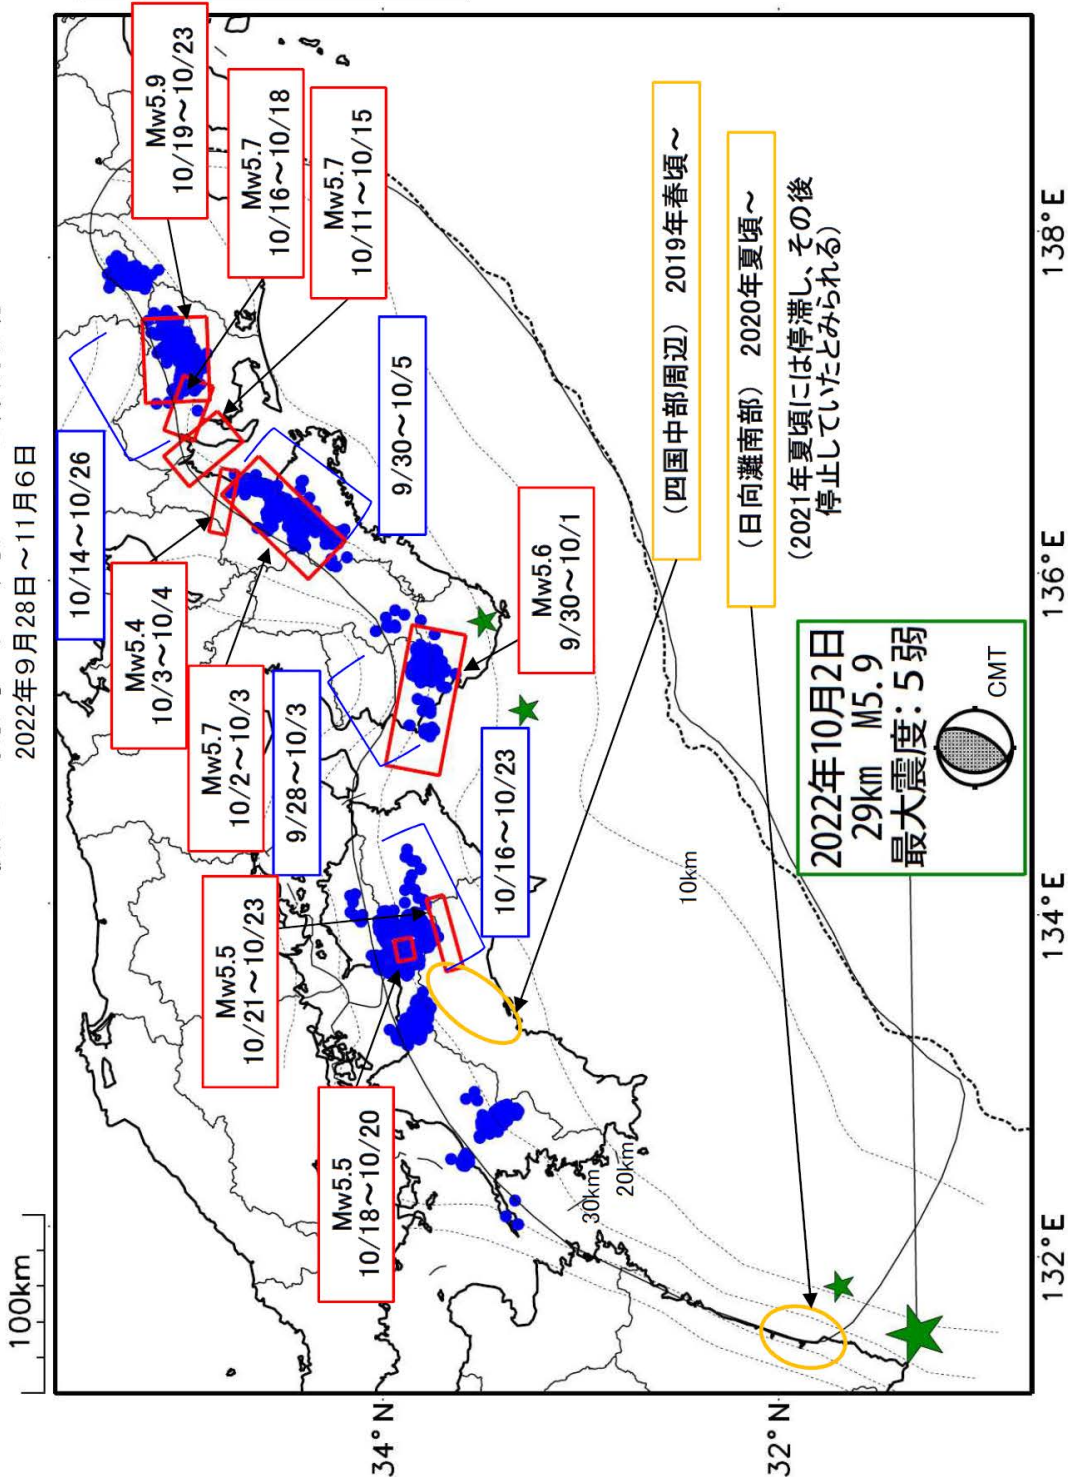 2022年9月28日～11月6日
100km
10/14～10/26
Mw5.9
10/19～10/23
Mw5.7
10/16～10/18
Mw5.7
10/11～10/15
Mw5.4
10/3～10/4
Mw5.7
10/2～10/3
9/28～10/3
9/30～10/5
Mw5.5
10/21～10/23
Mw5.5
10/18～10/20
10/16～10/23
Mw5.6
9/30～10/1
(四国中部周辺) 2019年春頃～
(日向灘南部) 2020年夏頃～
(2021年夏頃には停滞し、その後
停止していたとみられる)
30km
20km
10km
2022年10月2日
29km M5.9
最大震度：５弱
CMT
34°N
32°N
132°E
134°E
136°E
138°E